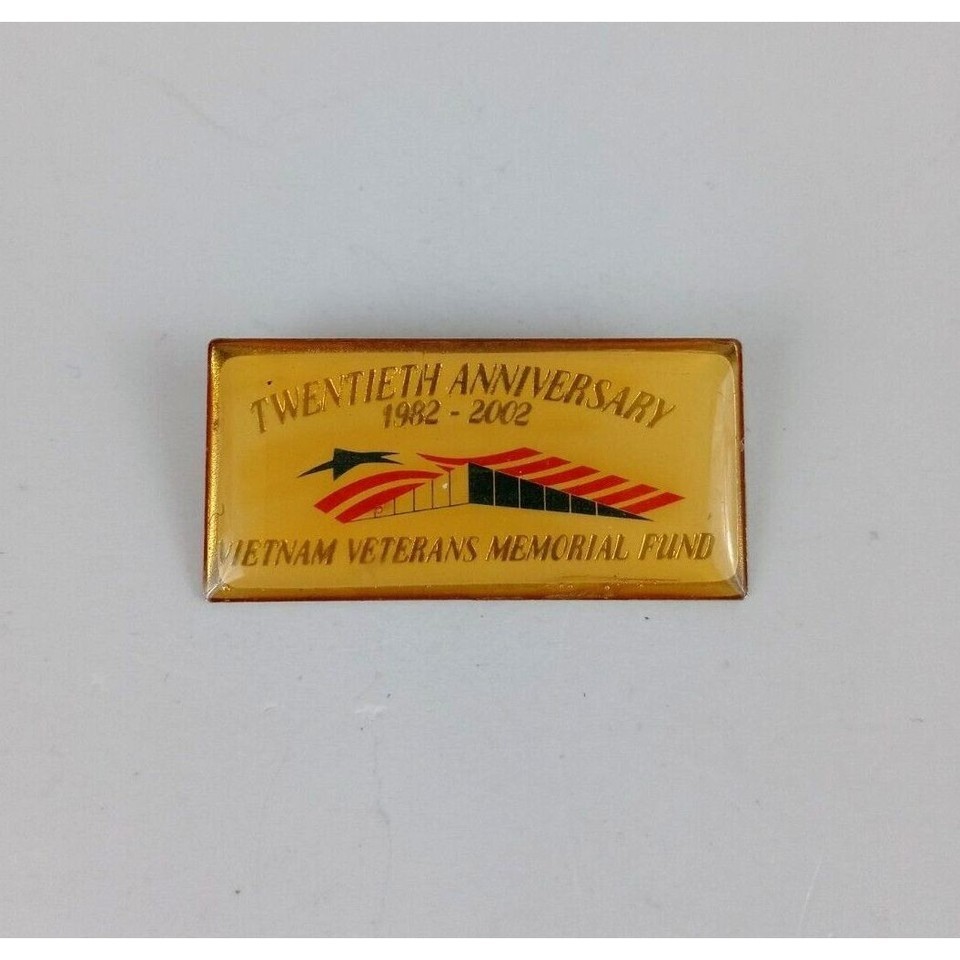 TWENTIETH ANNIVERSARY
1982 - 2002
VIETNAM VETERANS MEMORIAL FUND